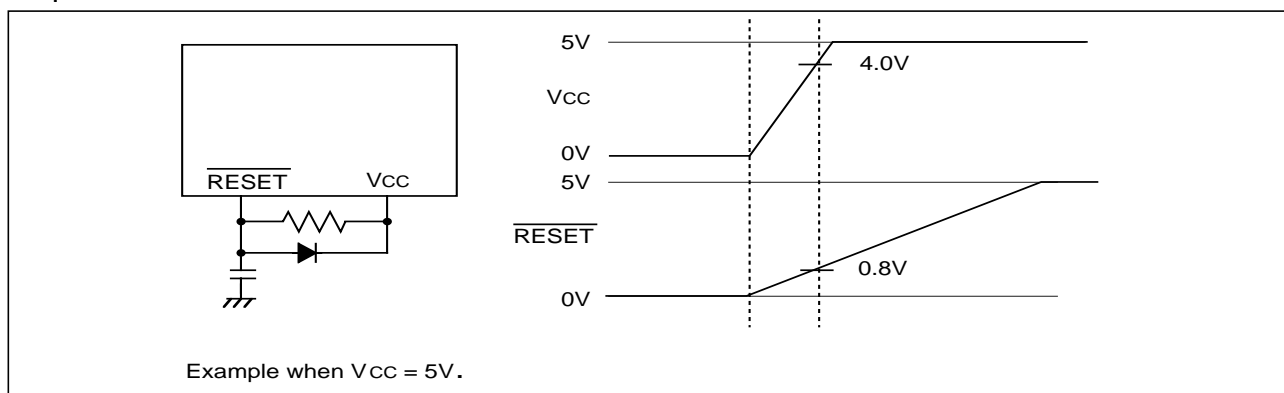 RESET VCC
Example when VCC = 5V.
5V
4.0V
VCC
0V
5V
RESET
0.8V
0V